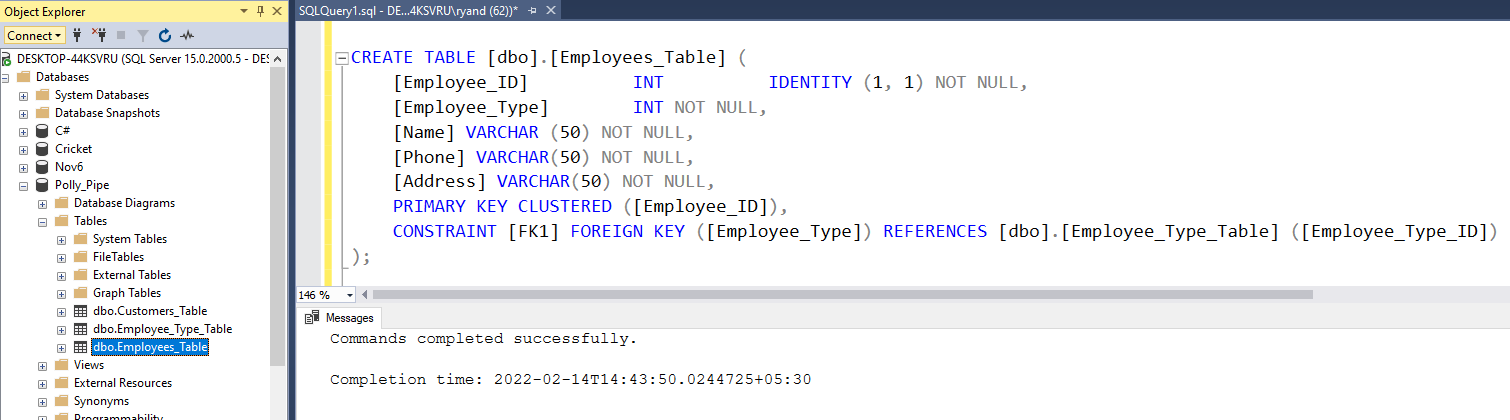 Object Explorer
Connect
DESKTOP-44KSVRU (SQL Server 15.0.2000.5 - DES
Databases
System Databases
Database Snapshots
C#
Cricket
Nov6
Polly_Pipe
Database Diagrams
Tables
System Tables
FileTables
External Tables
Graph Tables
dbo.Customers_Table
dbo.Employee_Type_Table
dbo.Employees_Table
Views
External Resources
Synonyms
Programmability
SQLQuery1.sql - DE...4KSVRU\ryand (62))*
CREATE TABLE [dbo].[Employees_Table] (
[Employee_ID] INT IDENTITY (1, 1) NOT NULL,
[Employee_Type] INT NOT NULL,
[Name] VARCHAR (50) NOT NULL,
[Phone] VARCHAR(50) NOT NULL,
[Address] VARCHAR(50) NOT NULL,
PRIMARY KEY CLUSTERED ([Employee_ID]),
CONSTRAINT [FK1] FOREIGN KEY ([Employee_Type]) REFERENCES [dbo].[Employee_Type_Table] ([Employee_Type_ID])
);
146 %
Messages
Commands completed successfully.
Completion time: 2022-02-14T14:43:50.0244725+05:30